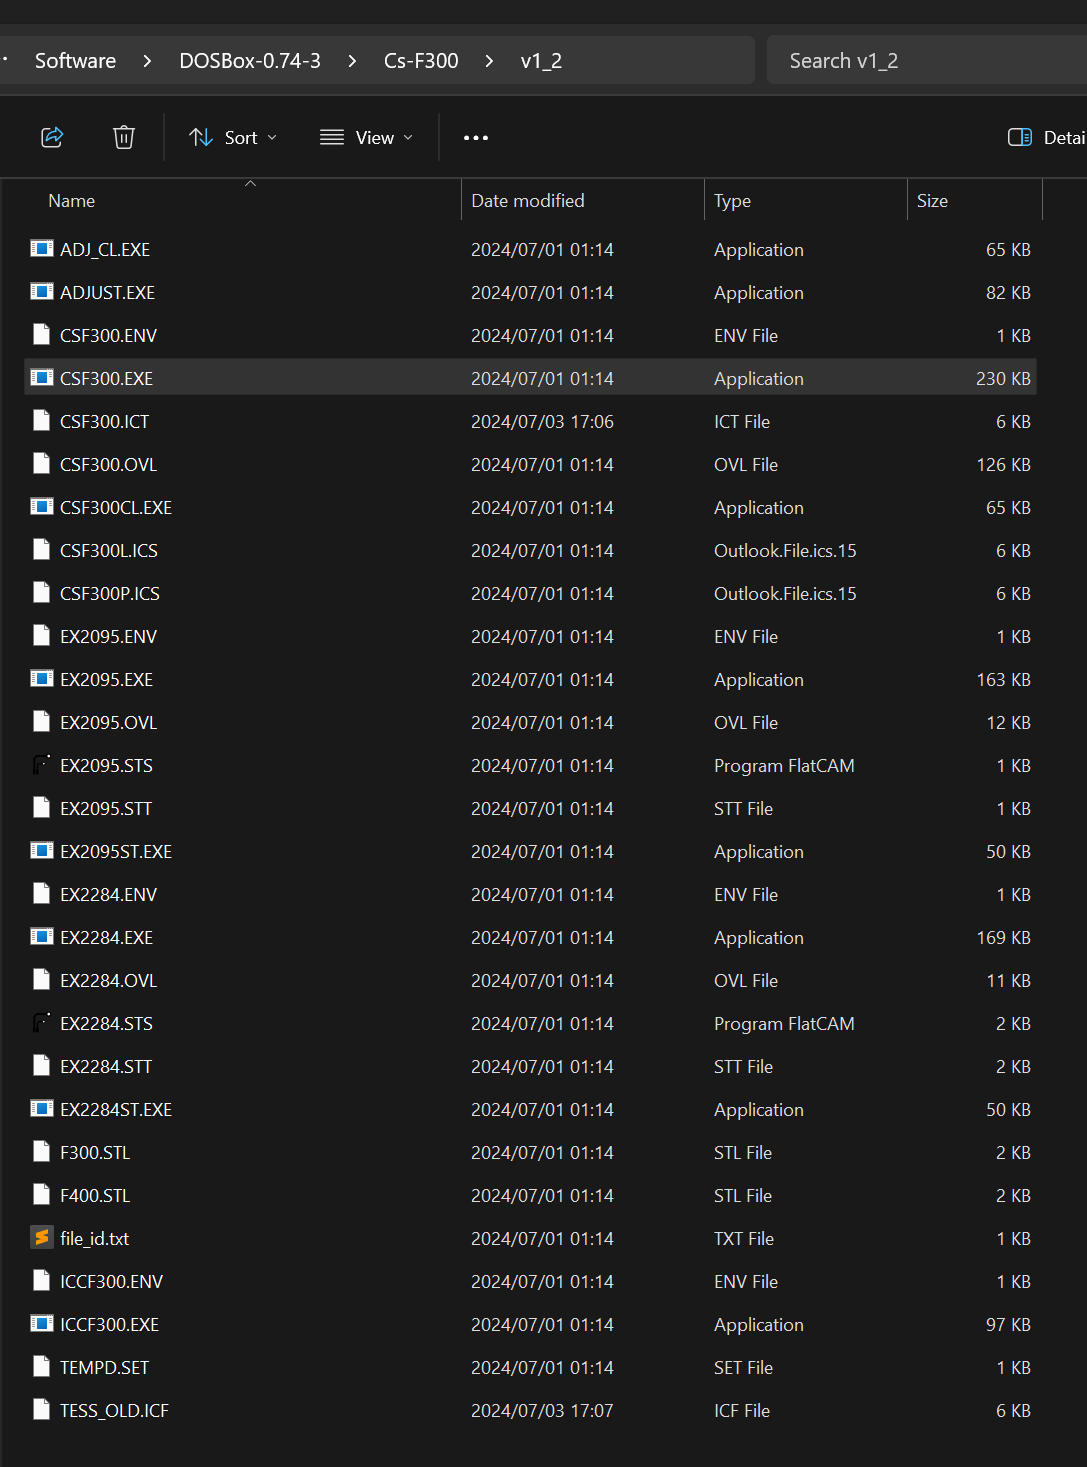 Software > DOSBox-0.74-3 > Cs-F300 > v1_2
Search v1_2
Sort
View
Detai
Name Date modified Type Size
ADJ_CL.EXE 2024/07/01 01:14 Application 65 KB
ADJUST.EXE 2024/07/01 01:14 Application 82 KB
CSF300.ENV 2024/07/01 01:14 ENV File 1 KB
CSF300.EXE 2024/07/01 01:14 Application 230 KB
CSF300.ICT 2024/07/03 17:06 ICT File 6 KB
CSF300.OVL 2024/07/01 01:14 OVL File 126 KB
CSF300CL.EXE 2024/07/01 01:14 Application 65 KB
CSF300L.ICS 2024/07/01 01:14 Outlook.File.ics.15 6 KB
CSF300P.ICS 2024/07/01 01:14 Outlook.File.ics.15 6 KB
EX2095.ENV 2024/07/01 01:14 ENV File 1 KB
EX2095.EXE 2024/07/01 01:14 Application 163 KB
EX2095.OVL 2024/07/01 01:14 OVL File 12 KB
EX2095.STS 2024/07/01 01:14 Program FlatCAM 1 KB
EX2095.STT 2024/07/01 01:14 STT File 1 KB
EX2095ST.EXE 2024/07/01 01:14 Application 50 KB
EX2284.ENV 2024/07/01 01:14 ENV File 1 KB
EX2284.EXE 2024/07/01 01:14 Application 169 KB
EX2284.OVL 2024/07/01 01:14 OVL File 11 KB
EX2284.STS 2024/07/01 01:14 Program FlatCAM 2 KB
EX2284.STT 2024/07/01 01:14 STT File 2 KB
EX2284ST.EXE 2024/07/01 01:14 Application 50 KB
F300.STL 2024/07/01 01:14 STL File 2 KB
F400.STL 2024/07/01 01:14 STL File 2 KB
file_id.txt 2024/07/01 01:14 TXT File 1 KB
ICCF300.ENV 2024/07/01 01:14 ENV File 1 KB
ICCF300.EXE 2024/07/01 01:14 Application 97 KB
TEMPD.SET 2024/07/01 01:14 SET File 1 KB
TESS_OLD.ICF 2024/07/03 17:07 ICF File 6 KB